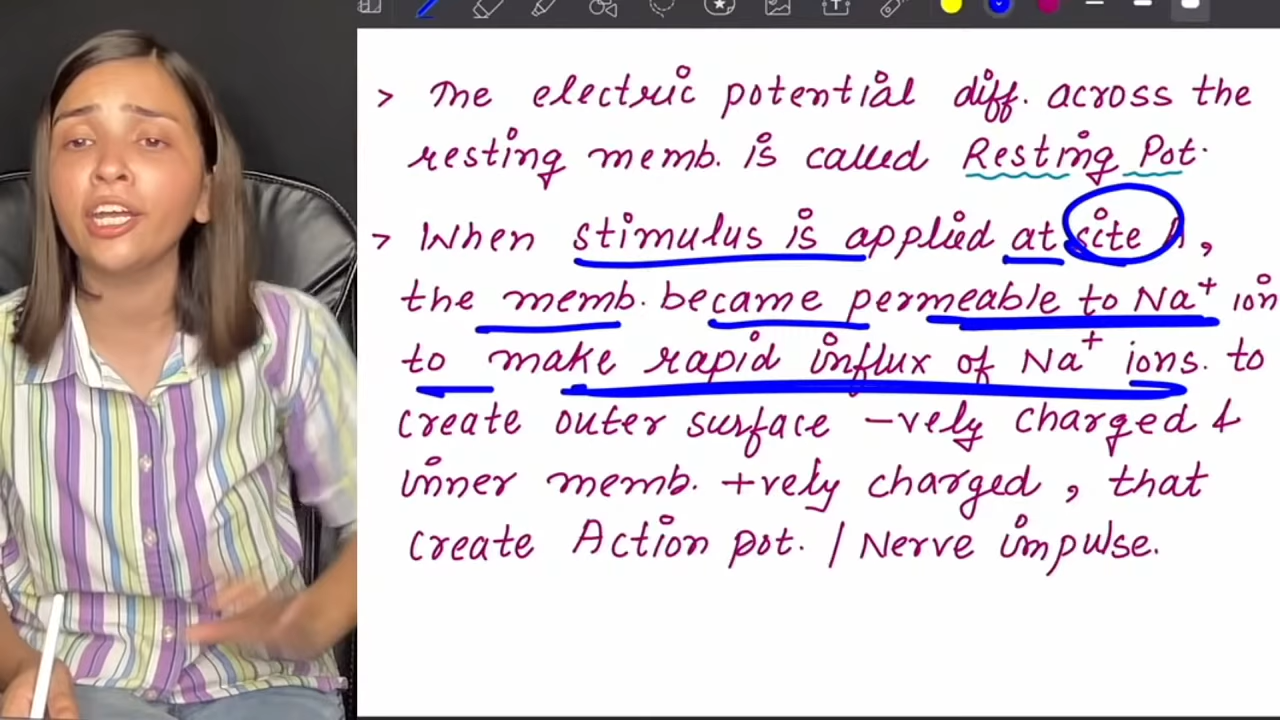 > The electric potential diff. across the
resting memb. is called Resting Pot.
> When stimulus is applied at site A,
the memb. became permeable to Na+ ion
to make rapid influx of Na+ ions. to
create outer surface -vely charged &
inner memb. +vely charged, that
create Action pot. / Nerve impulse.